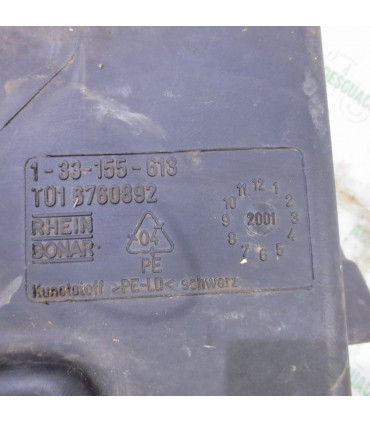 1-33-155-613
T01 8760892
RHEIN
BONAR
04
PE
11 12 1
10 2
9 2001 3
8 4
7 6 5
Kunststoff >PE-LD< schwarz